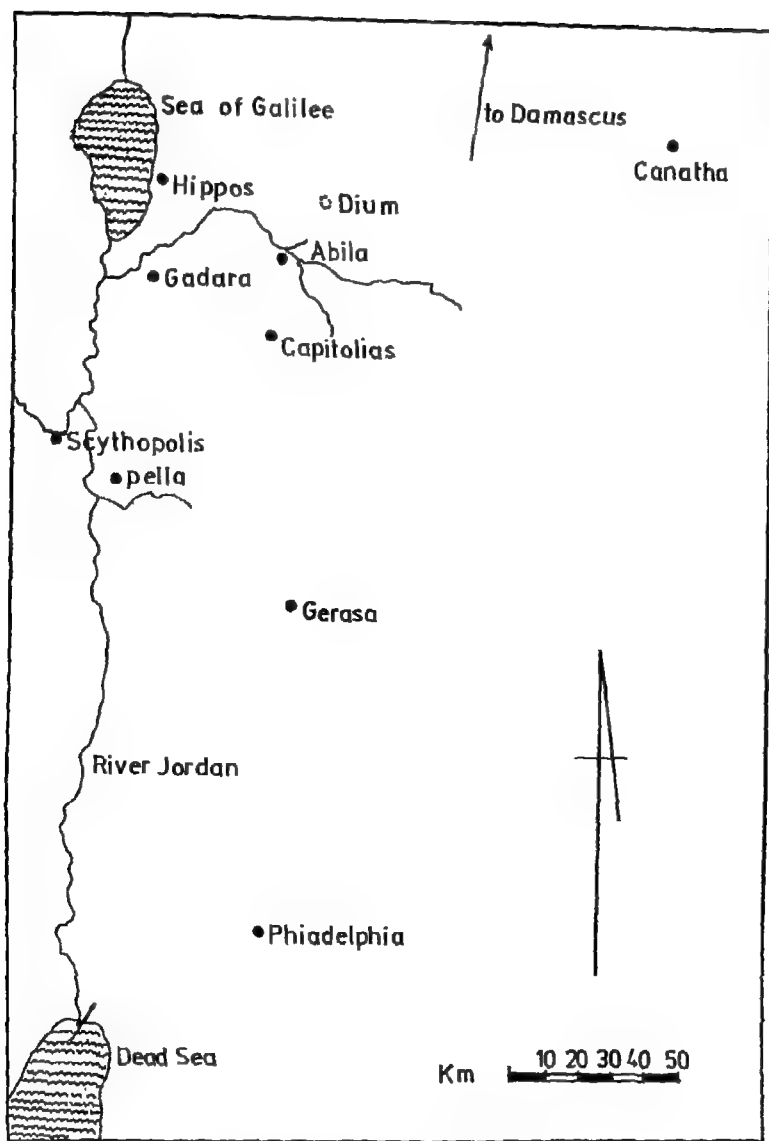 Sea of Galilee
to Damascus
Canatha
Hippos
Dium
Abila
Gadara
Capitolias
Scythopolis
pella
Gerasa
River Jordan
Phiadelphia
Dead Sea
Km 10 20 30 40 50